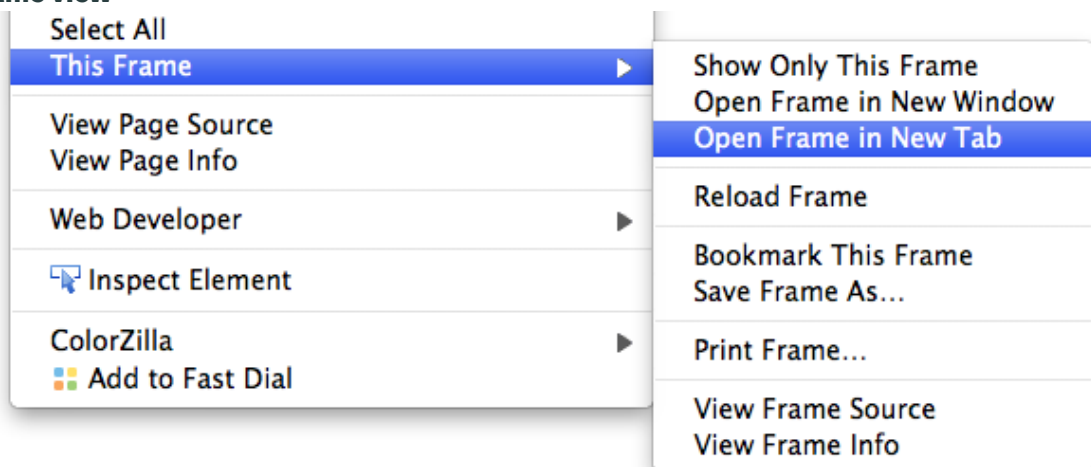 Select All
This Frame
View Page Source
View Page Info
Web Developer
Inspect Element
ColorZilla
Add to Fast Dial
Show Only This Frame
Open Frame in New Window
Open Frame in New Tab
Reload Frame
Bookmark This Frame
Save Frame As...
Print Frame...
View Frame Source
View Frame Info